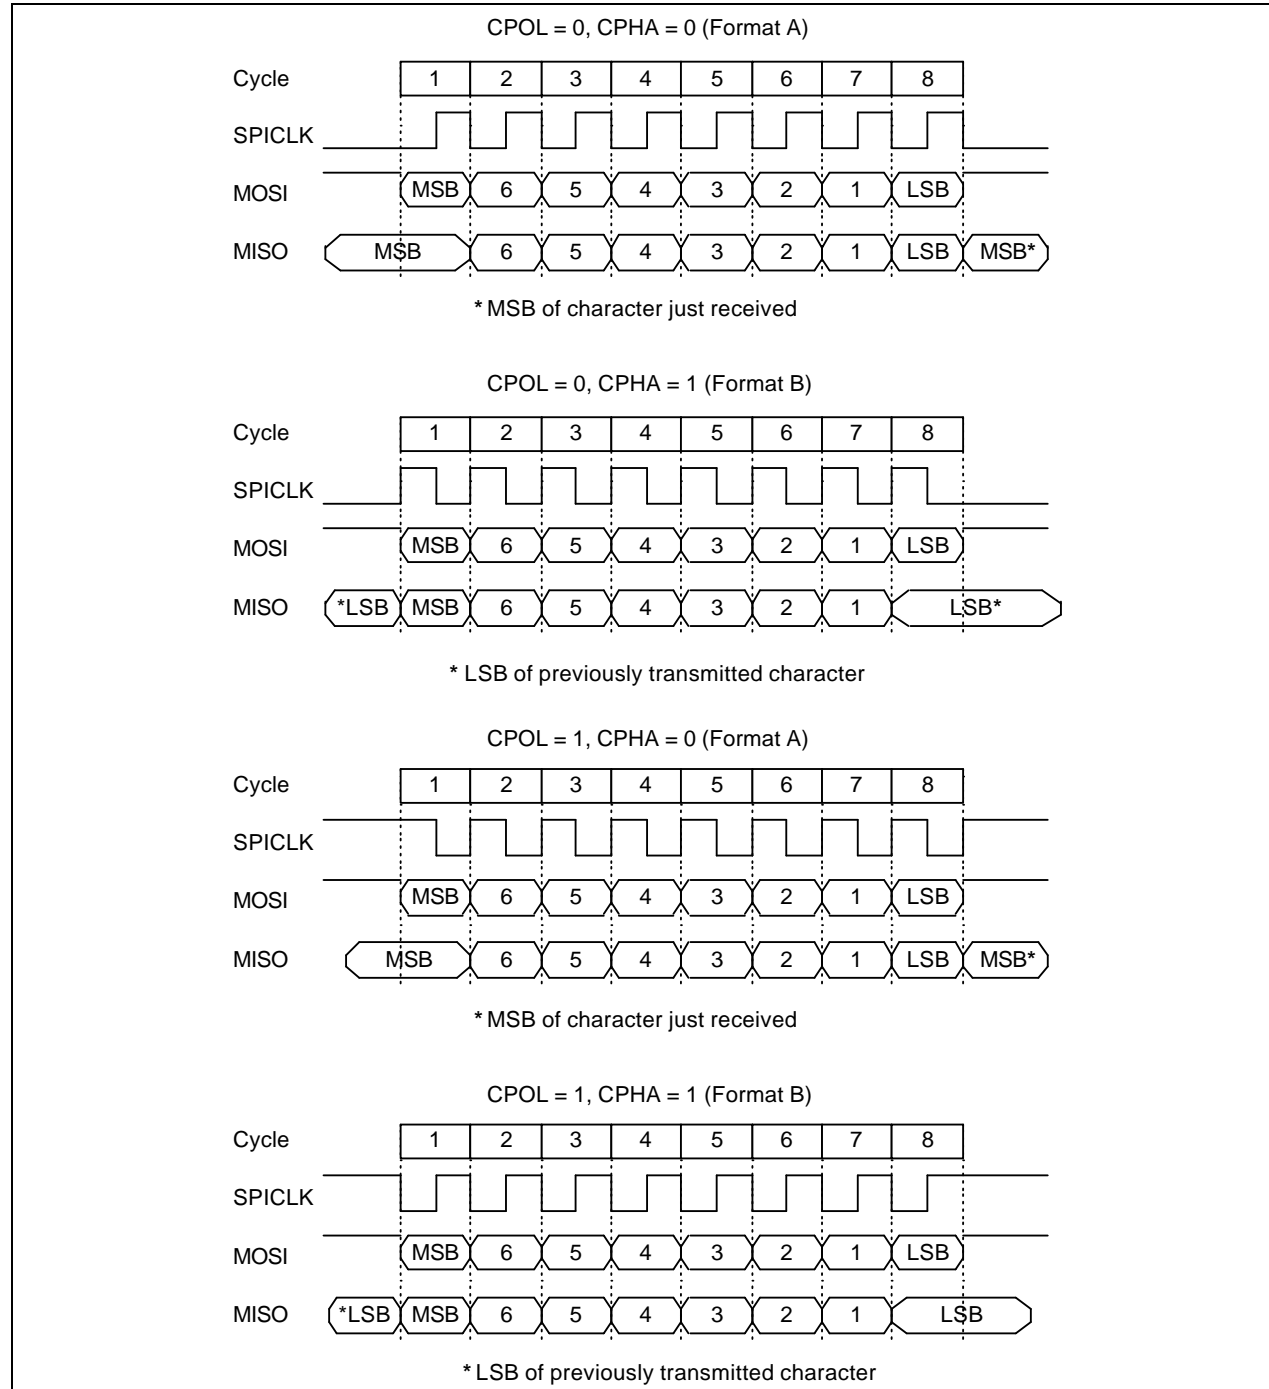 CPOL = 0, CPHA = 0 (Format A)
Cycle 1 2 3 4 5 6 7 8
SPICLK
MOSI MSB 6 5 4 3 2 1 LSB
MISO MSB 6 5 4 3 2 1 LSB MSB*
* MSB of character just received
CPOL = 0, CPHA = 1 (Format B)
Cycle 1 2 3 4 5 6 7 8
SPICLK
MOSI MSB 6 5 4 3 2 1 LSB
MISO *LSB MSB 6 5 4 3 2 1 LSB*
* LSB of previously transmitted character
CPOL = 1, CPHA = 0 (Format A)
Cycle 1 2 3 4 5 6 7 8
SPICLK
MOSI MSB 6 5 4 3 2 1 LSB
MISO MSB 6 5 4 3 2 1 LSB MSB*
* MSB of character just received
CPOL = 1, CPHA = 1 (Format B)
Cycle 1 2 3 4 5 6 7 8
SPICLK
MOSI MSB 6 5 4 3 2 1 LSB
MISO *LSB MSB 6 5 4 3 2 1 LSB
* LSB of previously transmitted character